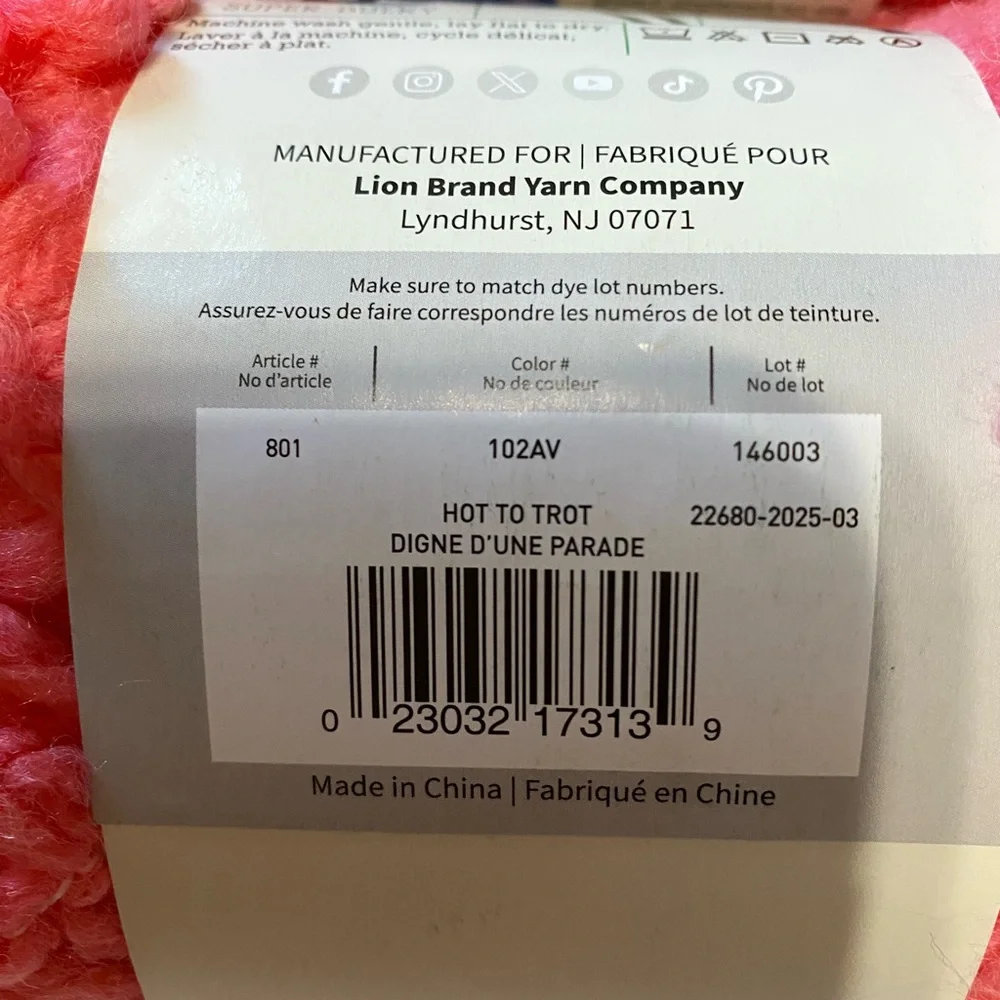 SUPER BULKY
Machine wash gentle, lay flat to dry.
Laver à la machine, cycle délicat,
sécher à plat.
MANUFACTURED FOR | FABRIQUÉ POUR
Lion Brand Yarn Company
Lyndhurst, NJ 07071
Make sure to match dye lot numbers.
Assurez-vous de faire correspondre les numéros de lot de teinture.
Article # Color # Lot #
No d'article No de couleur No de lot
801 102AV 146003
HOT TO TROT 22680-2025-03
DIGNE D'UNE PARADE
0 23032 17313 9
Made in China | Fabriqué en Chine